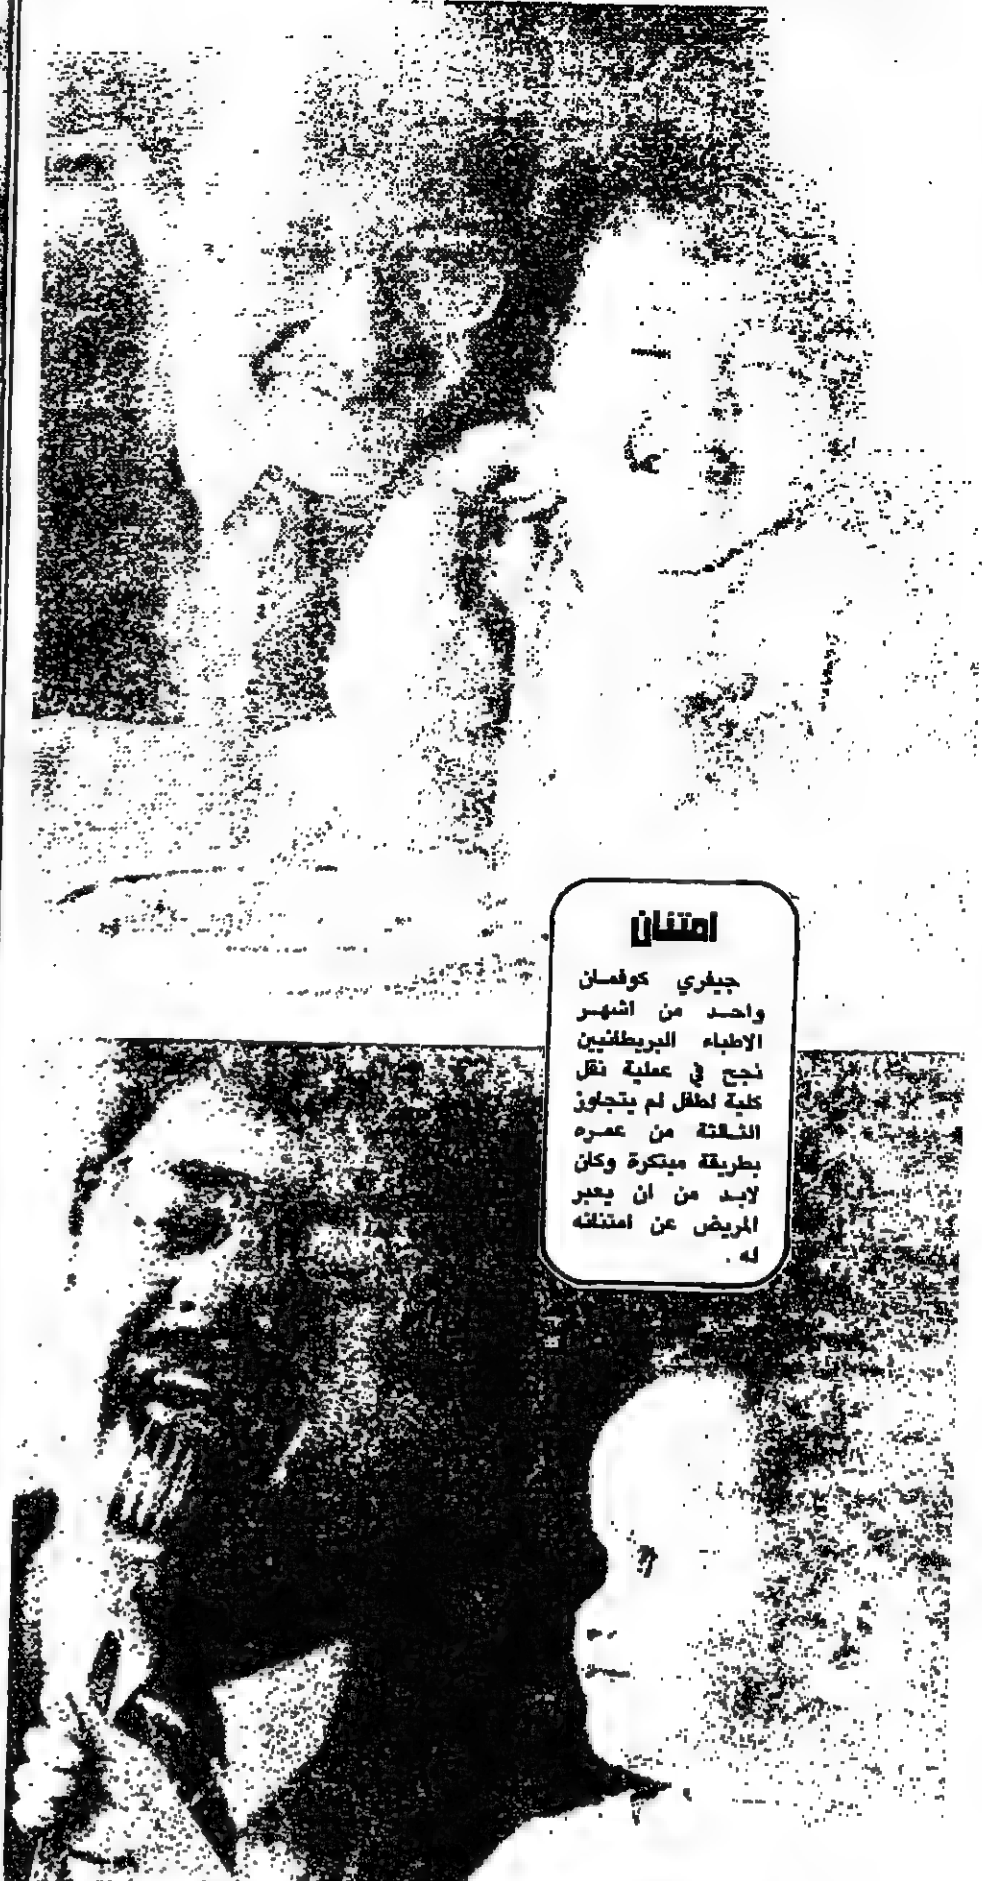 امتنان
جيفري كوفمان
واحد من اشهر
الاطباء البريطانيين
نجح في عملية نقل
كلية لطفل لم يتجاوز
الثالثة من عمره
بطريقة مبتكرة وكان
لابد من ان يعبر
المريض عن امتنانه
له .